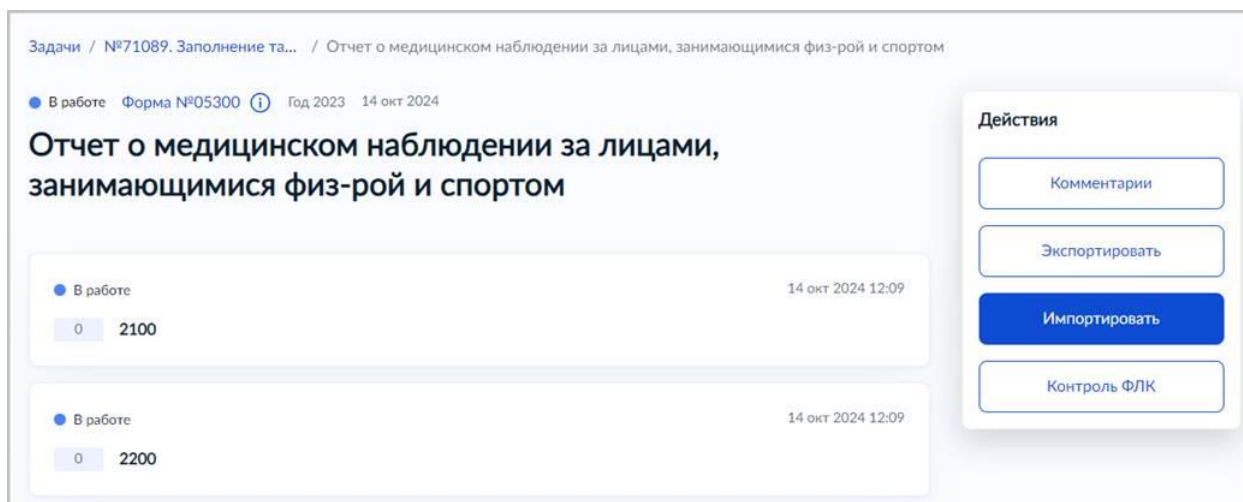 Задачи / №71089. Заполнение та... / Отчет о медицинском наблюдении за лицами, занимающимися физ-рой и спортом
В работе Форма №05300 Год 2023 14 окт 2024
Отчет о медицинском наблюдении за лицами,
занимающимися физ-рой и спортом
В работе 14 окт 2024 12:09
0 2100
В работе 14 окт 2024 12:09
0 2200
Действия
Комментарии
Экспортировать
Импортировать
Контроль ФЛК